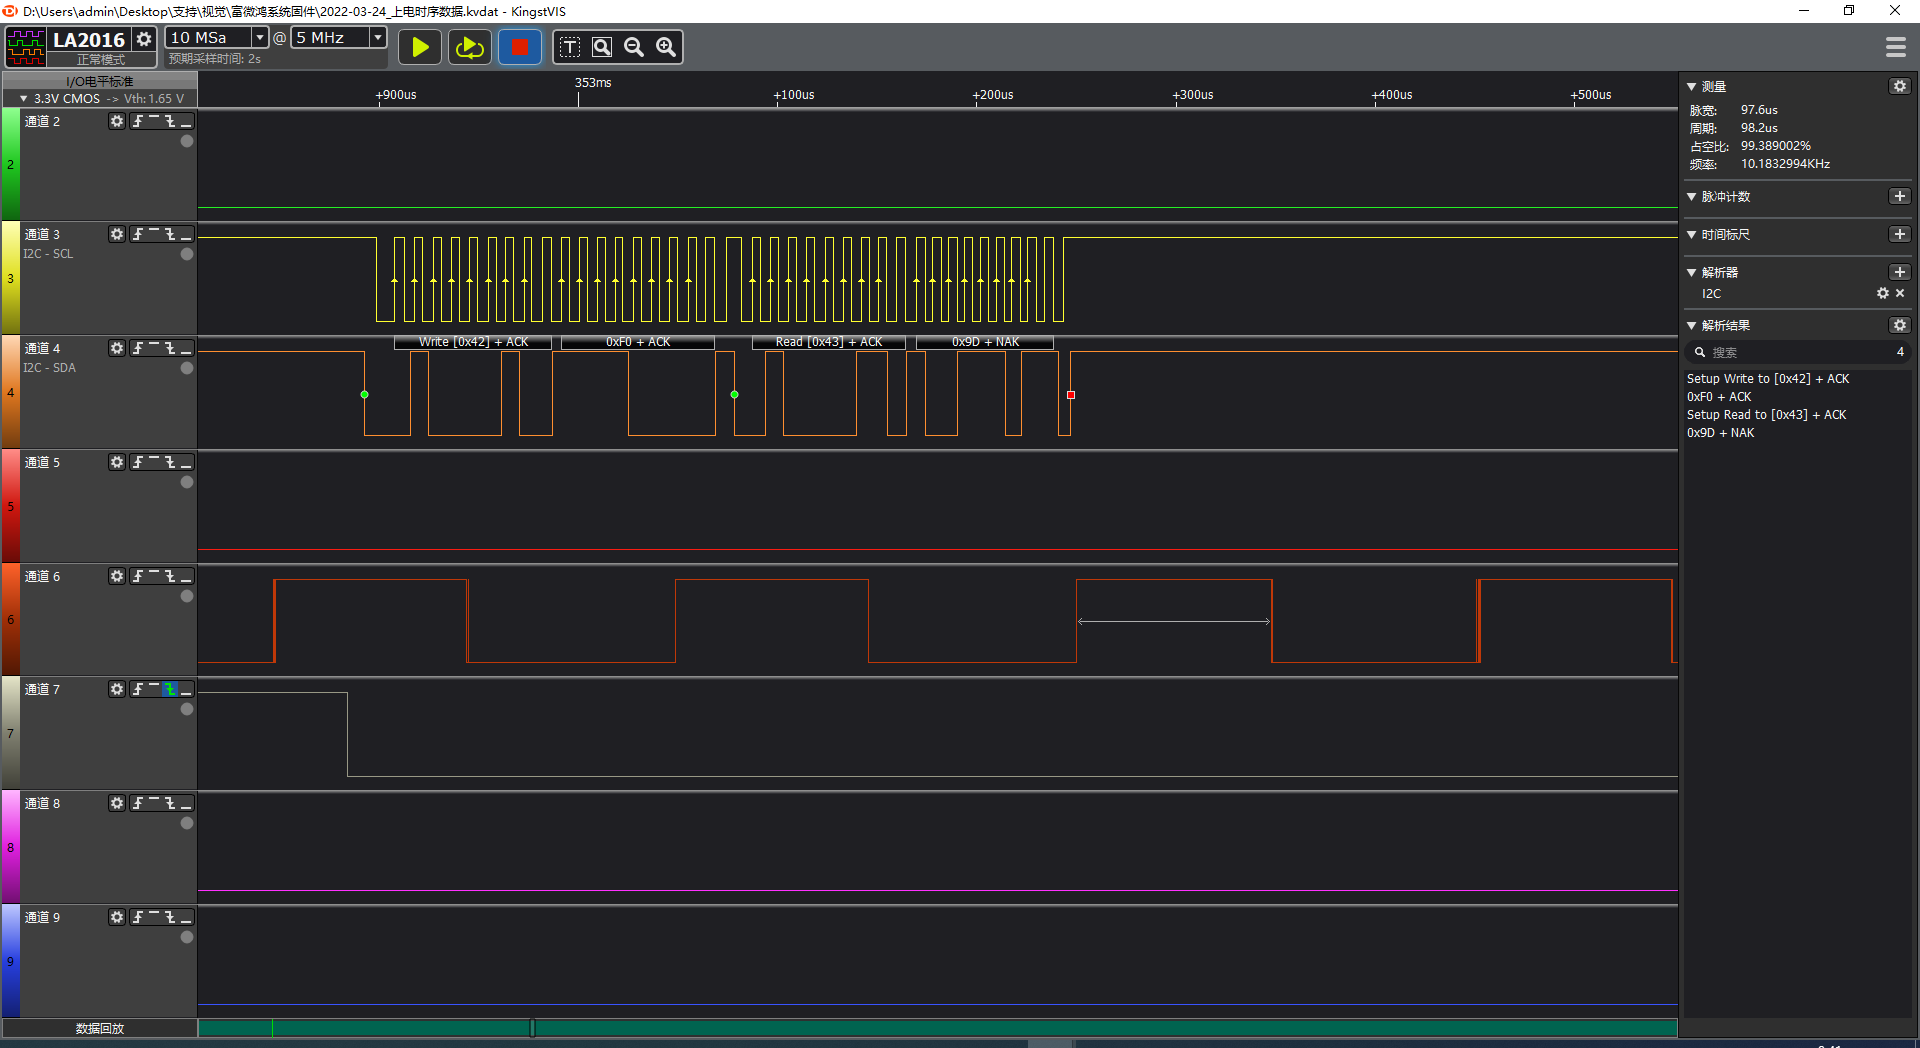 D:\Users\admin\Desktop\支持\视觉\富微鸿系统固件\2022-03-24_上电时序数据.kvdat - KingstVIS
LA2016
正常模式
10 MSa
@
5 MHz
预期采样时间: 2s
I/O电平标准
3.3V CMOS -> Vth: 1.65 V
353ms
+900us
+100us
+200us
+300us
+400us
+500us
通道 2
2
通道 3
I2C - SCL
3
通道 4
I2C - SDA
4
Write [0x42] + ACK
0xF0 + ACK
Read [0x43] + ACK
0x9D + NAK
通道 5
5
通道 6
6
通道 7
7
通道 8
8
通道 9
9
数据回放
测量
脉宽: 97.6us
周期: 98.2us
占空比: 99.389002%
频率: 10.1832994KHz
脉冲计数
时间标尺
解析器
I2C
解析结果
搜索
4
Setup Write to [0x42] + ACK
0xF0 + ACK
Setup Read to [0x43] + ACK
0x9D + NAK